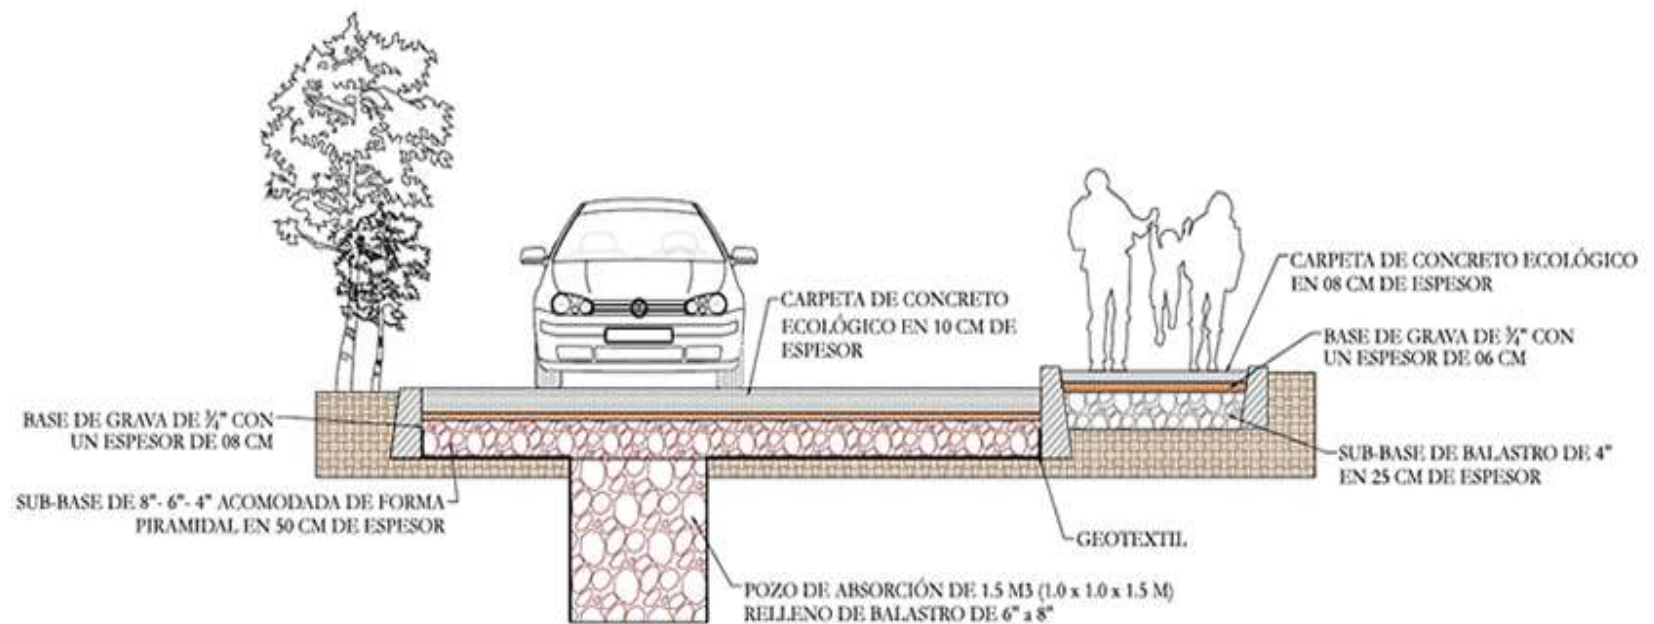 CARPETA DE CONCRETO ECOLÓGICO
EN 08 CM DE ESPESOR
CARPETA DE CONCRETO
ECOLÓGICO EN 10 CM DE
ESPESOR
BASE DE GRAVA DE ¾" CON
UN ESPESOR DE 06 CM
BASE DE GRAVA DE ¾" CON
UN ESPESOR DE 08 CM
SUB-BASE DE BALASTRO DE 4"
EN 25 CM DE ESPESOR
SUB-BASE DE 8"- 6"- 4" ACOMODADA DE FORMA
PIRAMIDAL EN 50 CM DE ESPESOR
GEOTEXTIL
POZO DE ABSORCIÓN DE 1.5 M3 (1.0 x 1.0 x 1.5 M)
RELLENO DE BALASTRO DE 6" a 8"